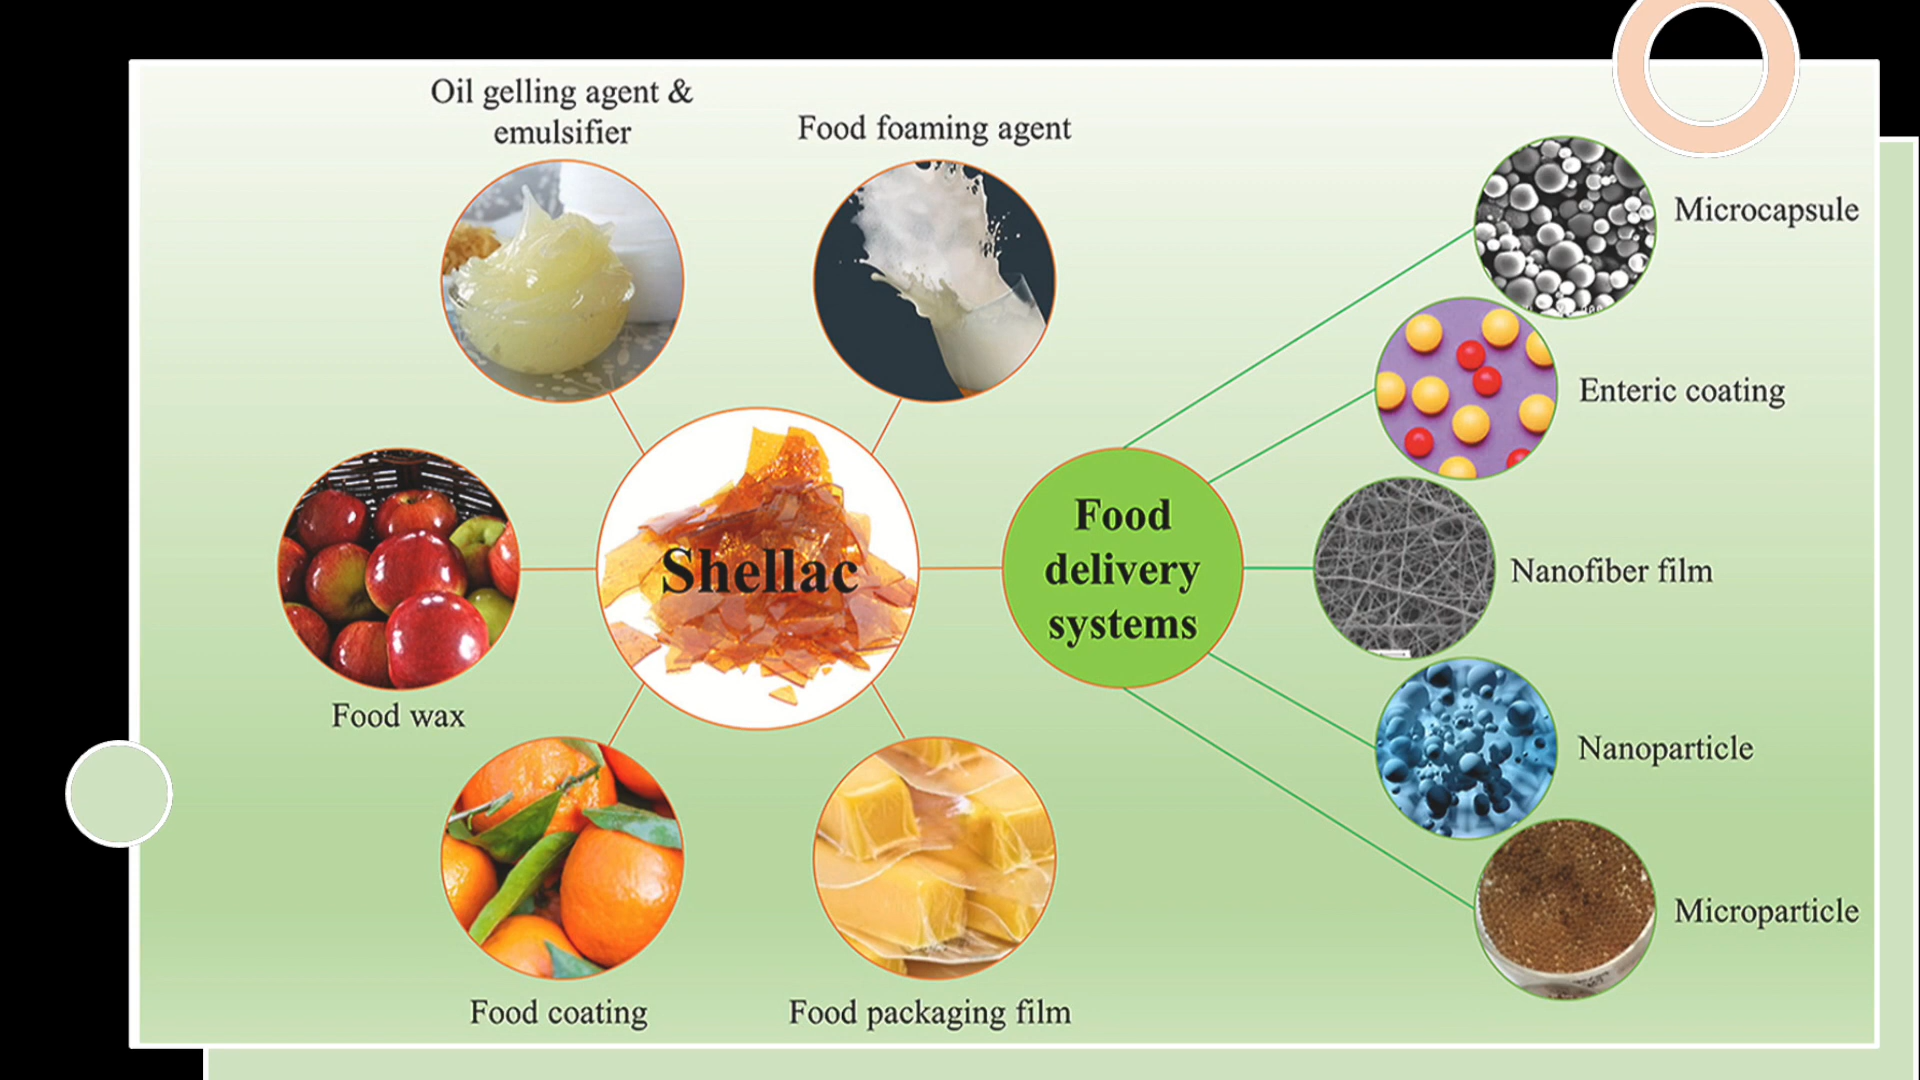 Oil gelling agent &
emulsifier
Food foaming agent
Microcapsule
Enteric coating
Food
delivery
systems
Shellac
Nanofiber film
Food wax
Nanoparticle
Microparticle
Food coating
Food packaging film